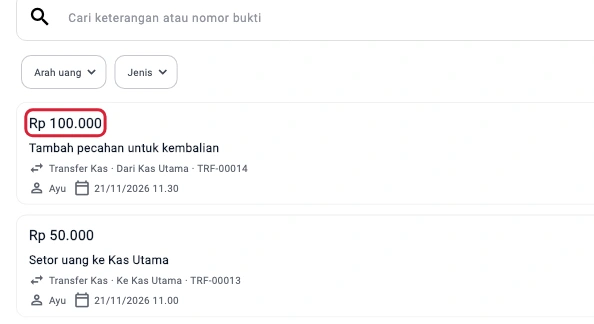 Cari keterangan atau nomor bukti
Arah uang
Jenis
Rp 100.000
Tambah pecahan untuk kembalian
Transfer Kas · Dari Kas Utama · TRF-00014
Ayu 21/11/2026 11.30
Rp 50.000
Setor uang ke Kas Utama
Transfer Kas · Ke Kas Utama · TRF-00013
Ayu 21/11/2026 11.00